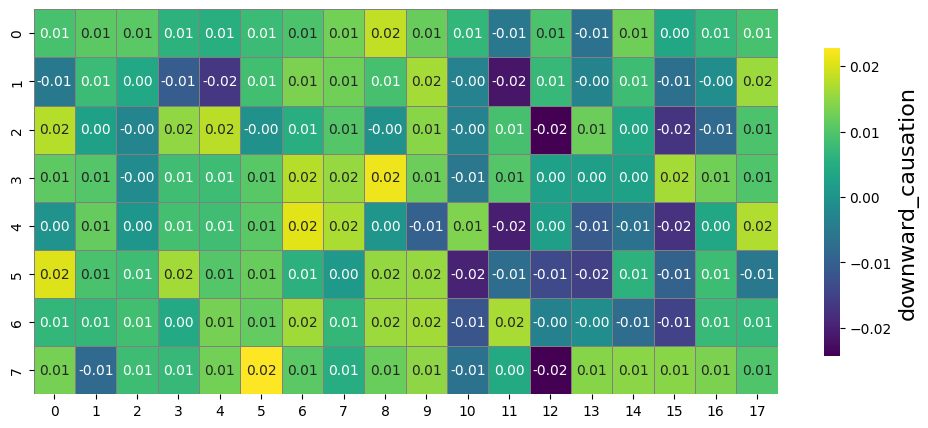 0 0.01 0.01 0.01 0.01 0.01 0.01 0.01 0.01 0.02 0.01 0.01 -0.01 0.01 -0.01 0.01 0.00 0.01 0.01
1 -0.01 0.01 0.00 -0.01 -0.02 0.01 0.01 0.01 0.01 0.02 -0.00 -0.02 0.01 -0.00 0.01 -0.01 -0.00 0.02
2 0.02 0.00 -0.00 0.02 0.02 -0.00 0.01 0.01 -0.00 0.01 -0.00 0.01 -0.02 0.01 0.00 -0.02 -0.01 0.01
3 0.01 0.01 -0.00 0.01 0.01 0.01 0.02 0.02 0.02 0.01 -0.01 0.01 0.00 0.00 0.00 0.02 0.01 0.01
4 0.00 0.01 0.00 0.01 0.01 0.01 0.02 0.02 0.00 -0.01 0.01 -0.02 0.00 -0.01 -0.01 -0.02 0.00 0.02
5 0.02 0.01 0.01 0.02 0.01 0.01 0.01 0.00 0.02 0.02 -0.02 -0.01 -0.01 -0.02 0.01 -0.01 0.01 -0.01
6 0.01 0.01 0.01 0.00 0.01 0.01 0.02 0.01 0.02 0.02 -0.01 0.02 -0.00 -0.00 -0.01 -0.01 0.01 0.01
7 0.01 -0.01 0.01 0.01 0.01 0.02 0.01 0.01 0.01 0.01 -0.01 0.00 -0.02 0.01 0.01 0.01 0.01 0.01
0 1 2 3 4 5 6 7 8 9 10 11 12 13 14 15 16 17
0.02
0.01
0.00
-0.01
-0.02
downward_causation